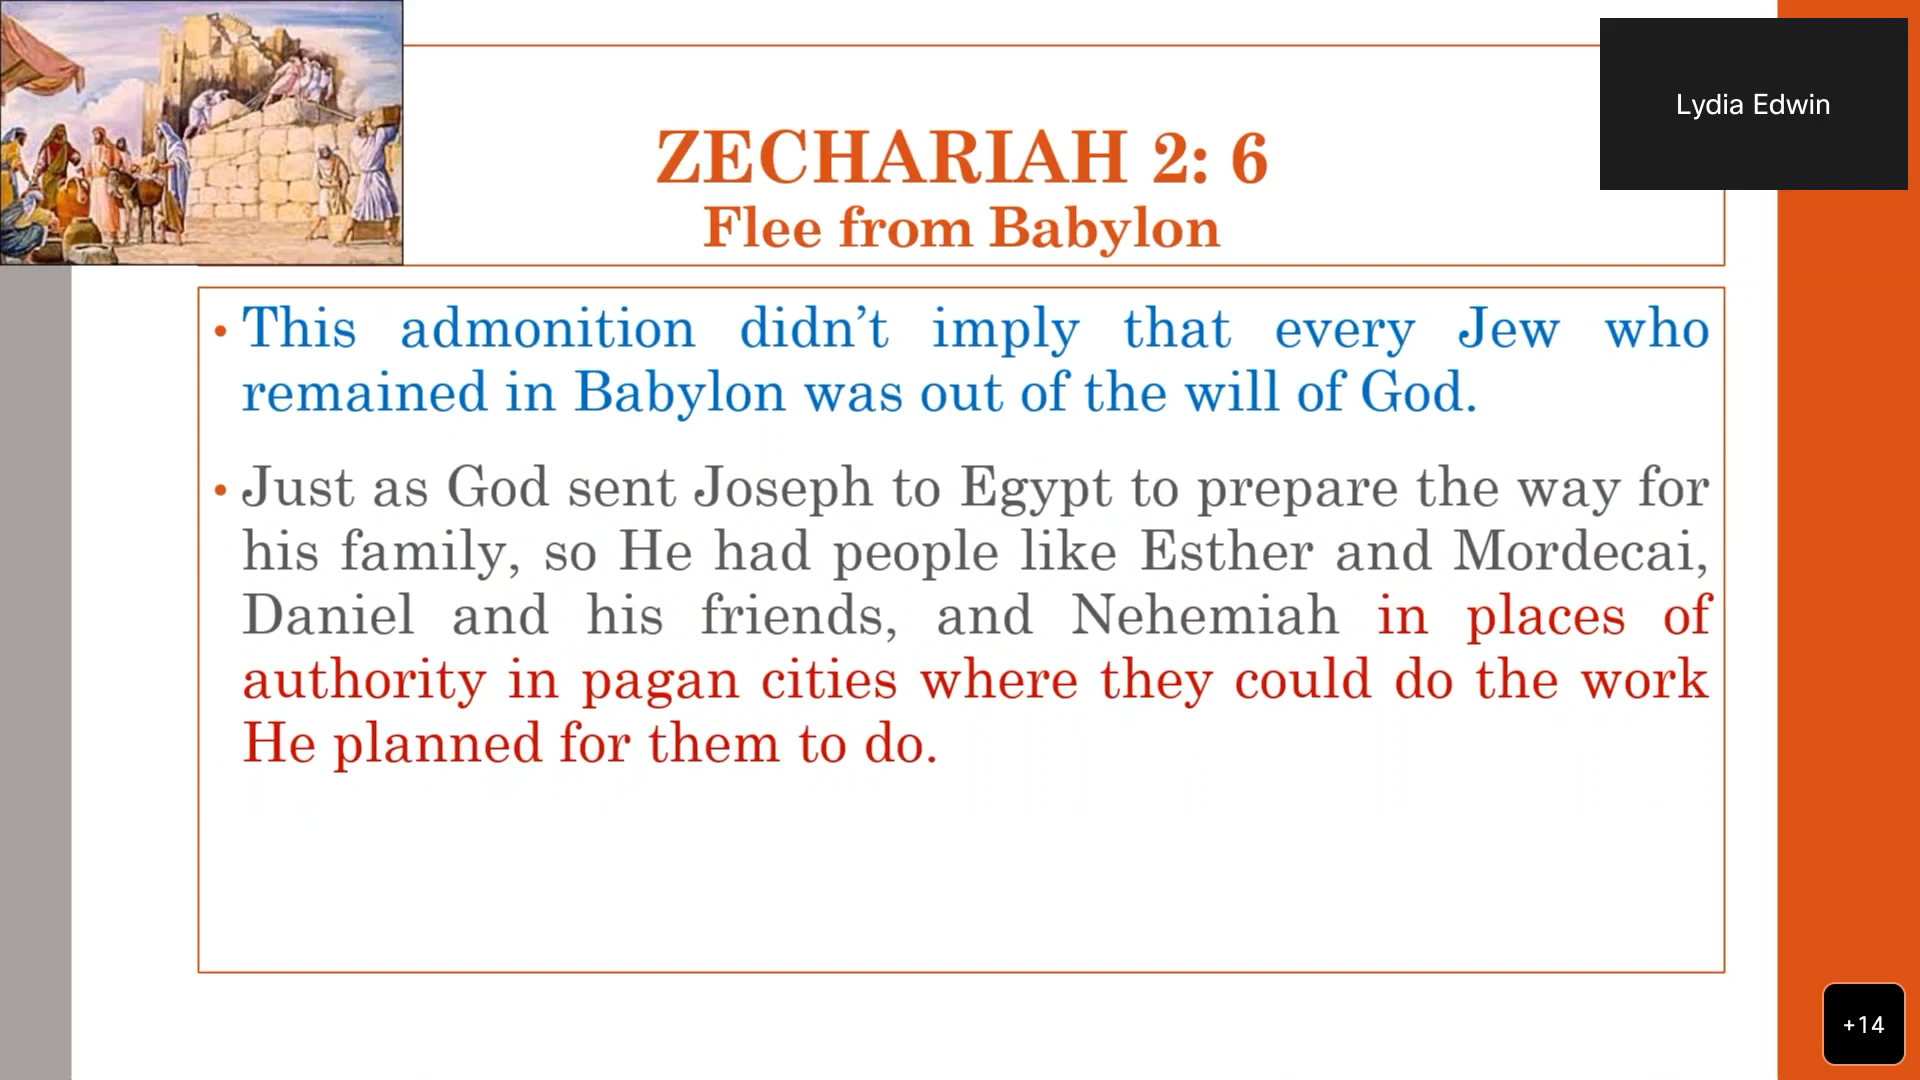 ZECHARIAH 2: 6
Flee from Babylon
Lydia Edwin
• This admonition didn’t imply that every Jew who
remained in Babylon was out of the will of God.
• Just as God sent Joseph to Egypt to prepare the way for
his family, so He had people like Esther and Mordecai,
Daniel and his friends, and Nehemiah in places of
authority in pagan cities where they could do the work
He planned for them to do.
+14